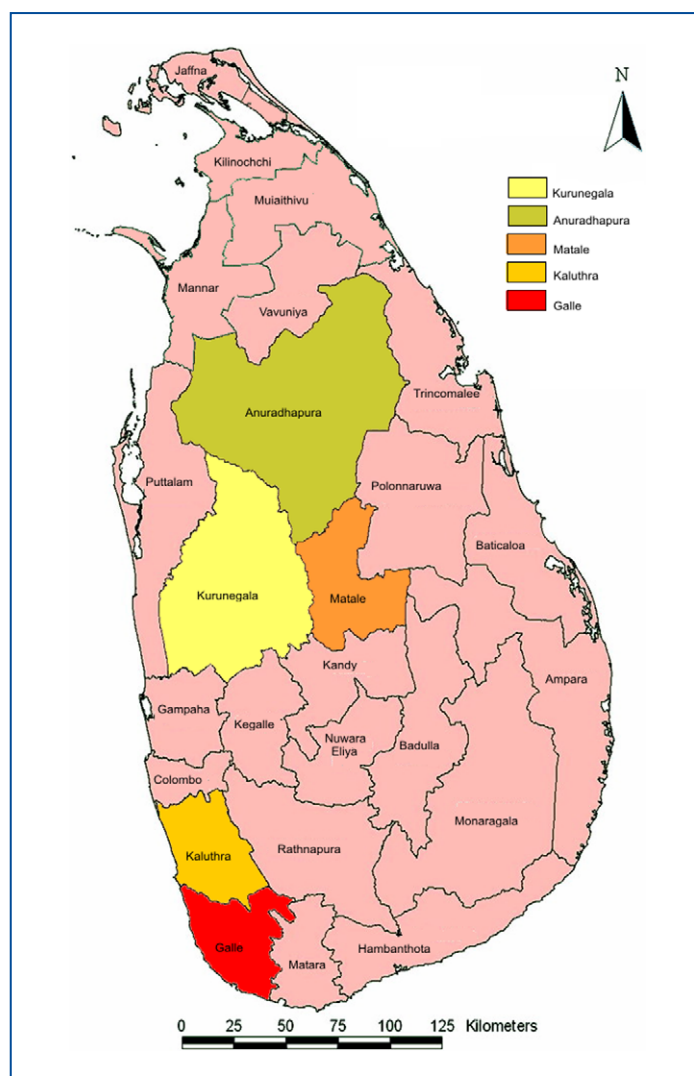 Jaffna
N
Kilinochchi
Kurunegala
Muiaithivu
Anuradhapura
Matale
Kaluthra
Mannar
Galle
Vavuniya
Trincomalee
Anuradhapura
Puttalam
Polonnaruwa
Baticaloa
Kurunegala
Matale
Kandy
Ampara
Gampaha
Kegalle
Nuwara
Eliya
Badulla
Colombo
Monaragala
Rathnapura
Kaluthra
Galle
Hambanthota
Matara
0 25 50 75 100 125 Kilometers